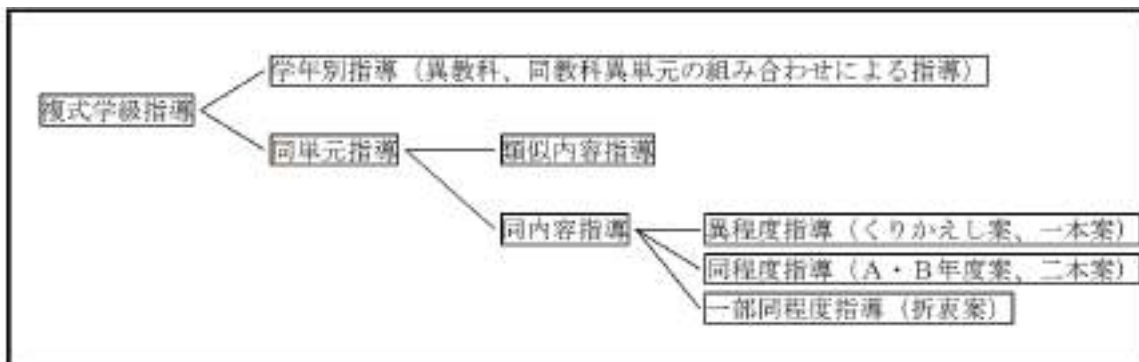 学年別指導（異教科、同教科異単元の組み合わせによる指導）
複式学級指導
同単元指導
類似内容指導
同内容指導
異程度指導（くりかえし案、一本案）
同程度指導（A・B年度案、二本案）
一部同程度指導（折衷案）